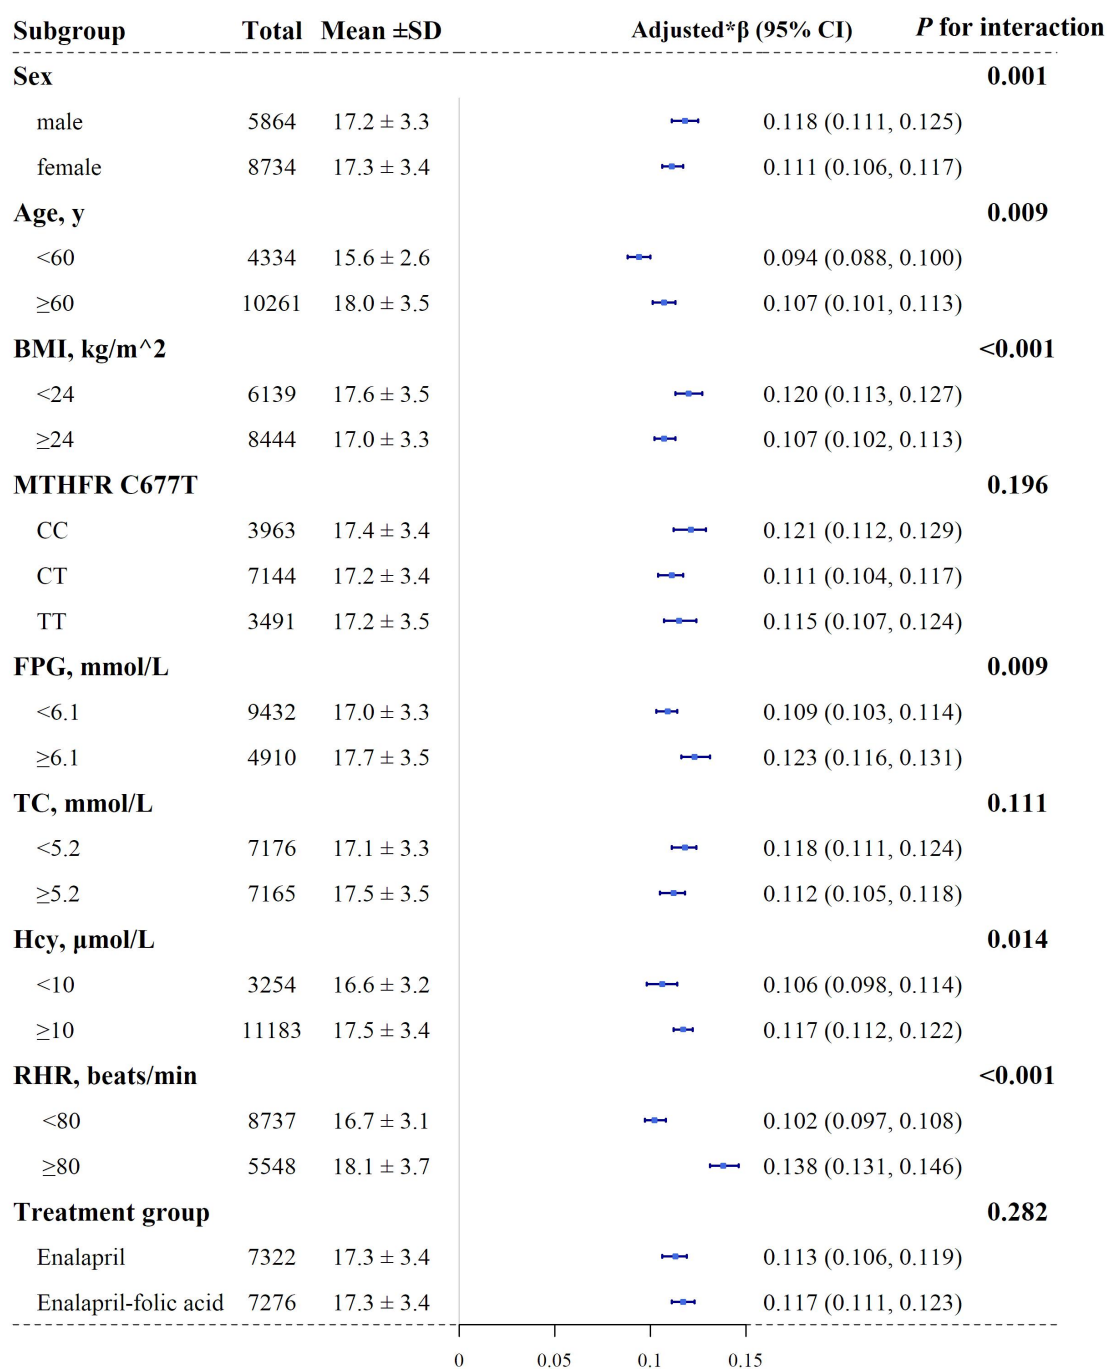 Subgroup Total Mean ±SD Adjusted*β (95% CI) P for interaction
Sex 0.001
male 5864 17.2 ± 3.3 0.118 (0.111, 0.125)
female 8734 17.3 ± 3.4 0.111 (0.106, 0.117)
Age, y 0.009
<60 4334 15.6 ± 2.6 0.094 (0.088, 0.100)
≥60 10261 18.0 ± 3.5 0.107 (0.101, 0.113)
BMI, kg/m^2 <0.001
<24 6139 17.6 ± 3.5 0.120 (0.113, 0.127)
≥24 8444 17.0 ± 3.3 0.107 (0.102, 0.113)
MTHFR C677T 0.196
CC 3963 17.4 ± 3.4 0.121 (0.112, 0.129)
CT 7144 17.2 ± 3.4 0.111 (0.104, 0.117)
TT 3491 17.2 ± 3.5 0.115 (0.107, 0.124)
FPG, mmol/L 0.009
<6.1 9432 17.0 ± 3.3 0.109 (0.103, 0.114)
≥6.1 4910 17.7 ± 3.5 0.123 (0.116, 0.131)
TC, mmol/L 0.111
<5.2 7176 17.1 ± 3.3 0.118 (0.111, 0.124)
≥5.2 7165 17.5 ± 3.5 0.112 (0.105, 0.118)
Hcy, μmol/L 0.014
<10 3254 16.6 ± 3.2 0.106 (0.098, 0.114)
≥10 11183 17.5 ± 3.4 0.117 (0.112, 0.122)
RHR, beats/min <0.001
<80 8737 16.7 ± 3.1 0.102 (0.097, 0.108)
≥80 5548 18.1 ± 3.7 0.138 (0.131, 0.146)
Treatment group 0.282
Enalapril 7322 17.3 ± 3.4 0.113 (0.106, 0.119)
Enalapril-folic acid 7276 17.3 ± 3.4 0.117 (0.111, 0.123)
0 0.05 0.1 0.15